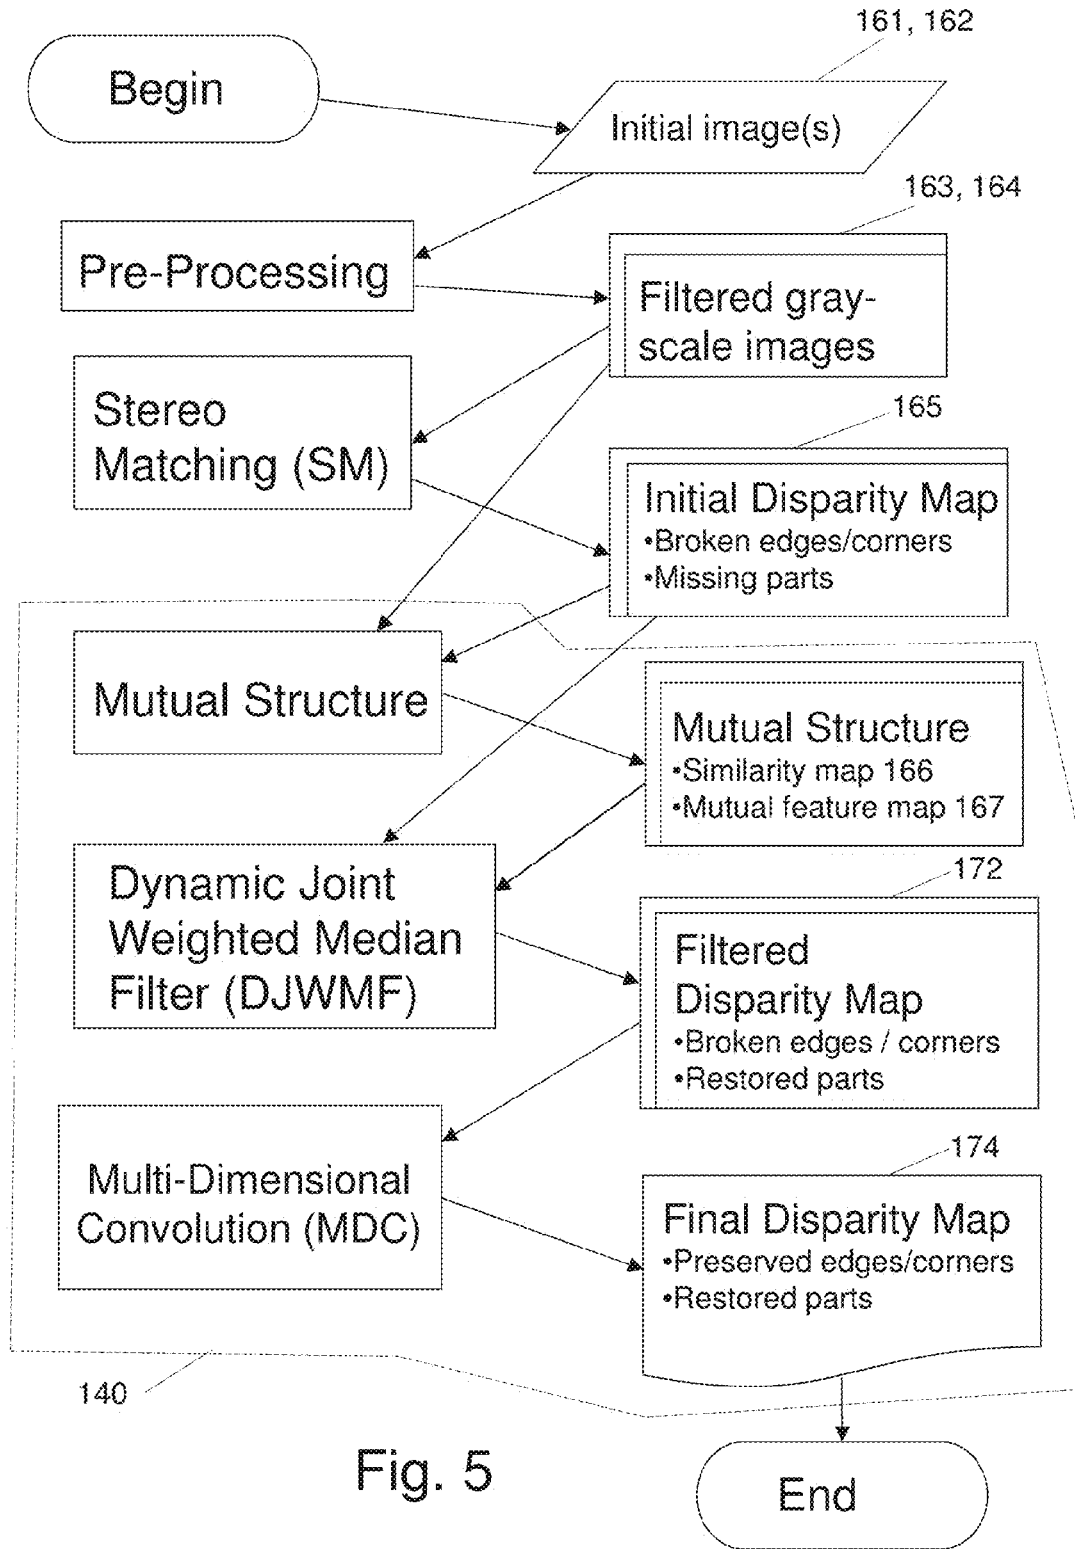 161, 162
Begin
Initial image(s)
163, 164
Pre-Processing
Filtered gray-
scale images
Stereo
Matching (SM)
165
Initial Disparity Map
•Broken edges/corners
•Missing parts
Mutual Structure
Mutual Structure
•Similarity map 166
•Mutual feature map 167
Dynamic Joint
Weighted Median
Filter (DJWMF)
172
Filtered
Disparity Map
•Broken edges / corners
•Restored parts
Multi-Dimensional
Convolution (MDC)
174
Final Disparity Map
•Preserved edges/corners
•Restored parts
140
Fig. 5
End